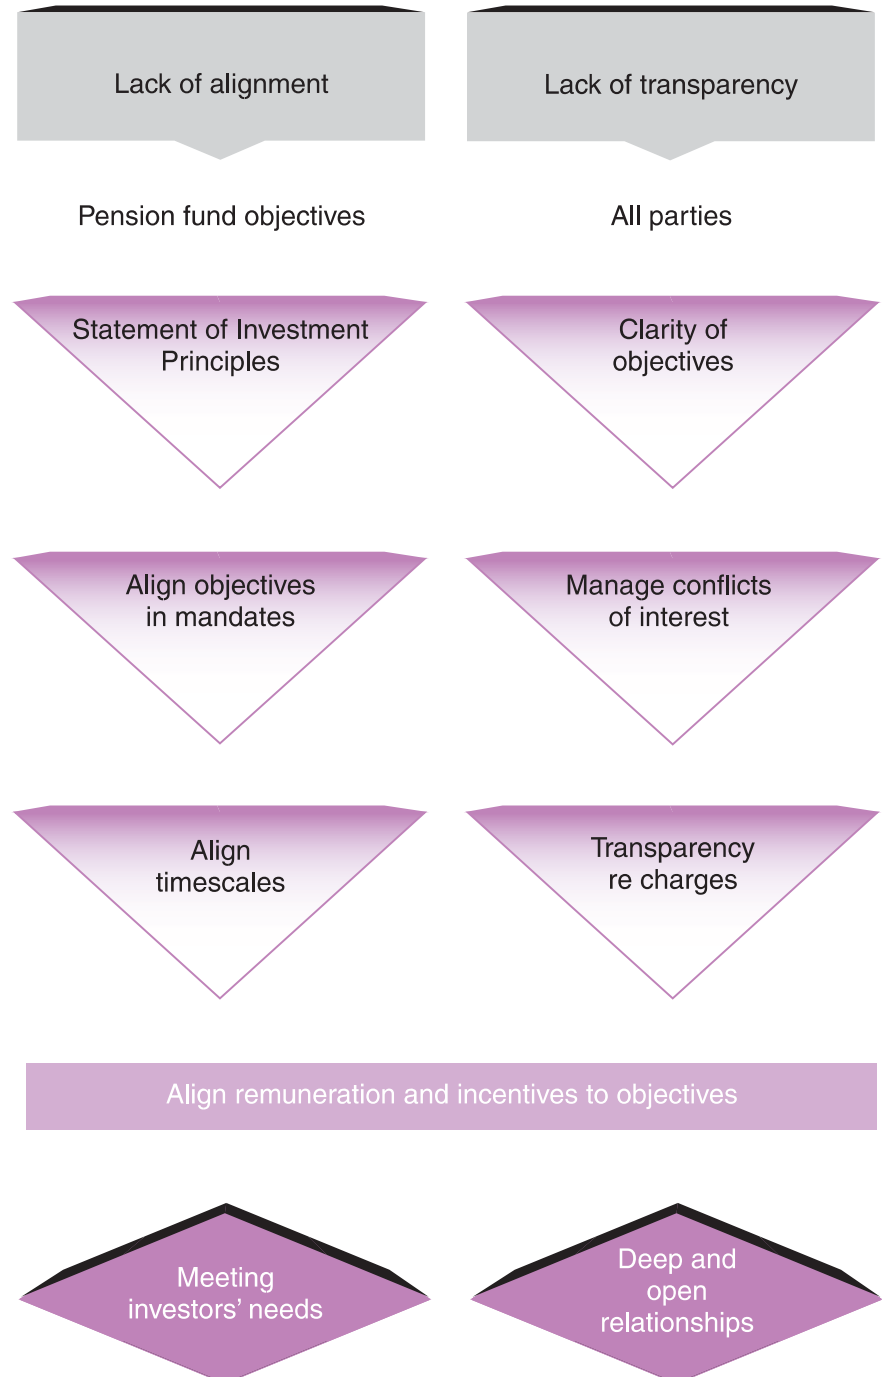 Lack of alignment
Lack of transparency
Pension fund objectives
All parties
Statement of Investment
Principles
Clarity of
objectives
Align objectives
in mandates
Manage conflicts
of interest
Align
timescales
Transparency
re charges
Align remuneration and incentives to objectives
Meeting
investors’ needs
Deep and
open
relationships